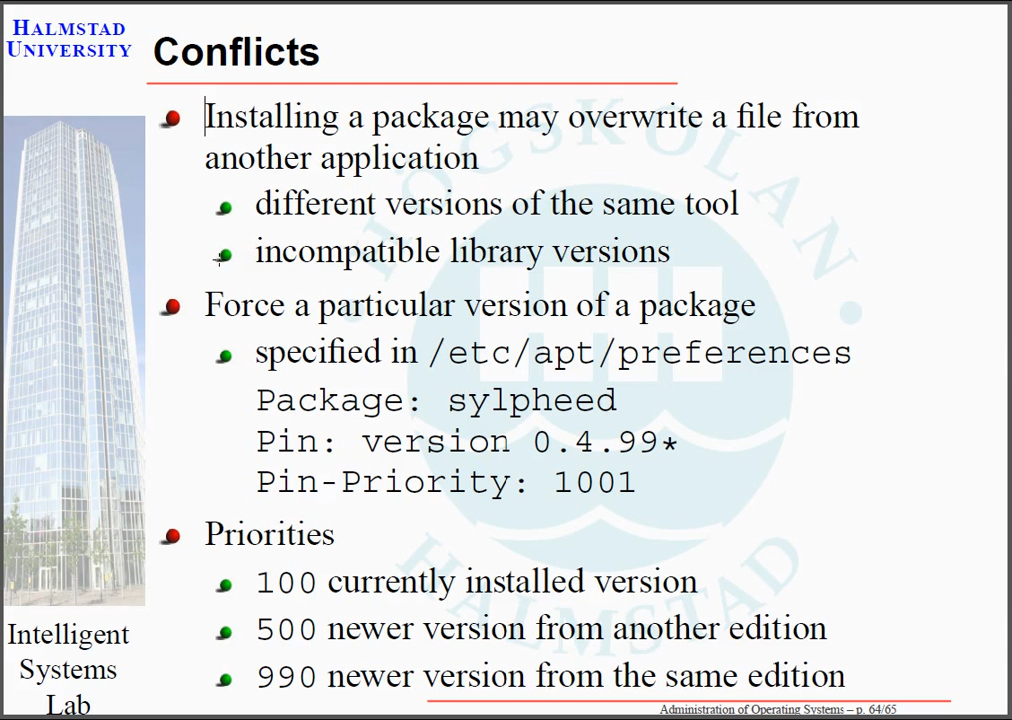 HALMSTAD
UNIVERSITY
Conflicts
Installing a package may overwrite a file from
another application
different versions of the same tool
incompatible library versions
Force a particular version of a package
specified in /etc/apt/preferences
Package: sylpheed
Pin: version 0.4.99*
Pin-Priority: 1001
Priorities
100 currently installed version
500 newer version from another edition
990 newer version from the same edition
Intelligent
Systems
Lab
Administration of Operating Systems – p. 64/65
HÖGSKOLAN
HALMSTAD